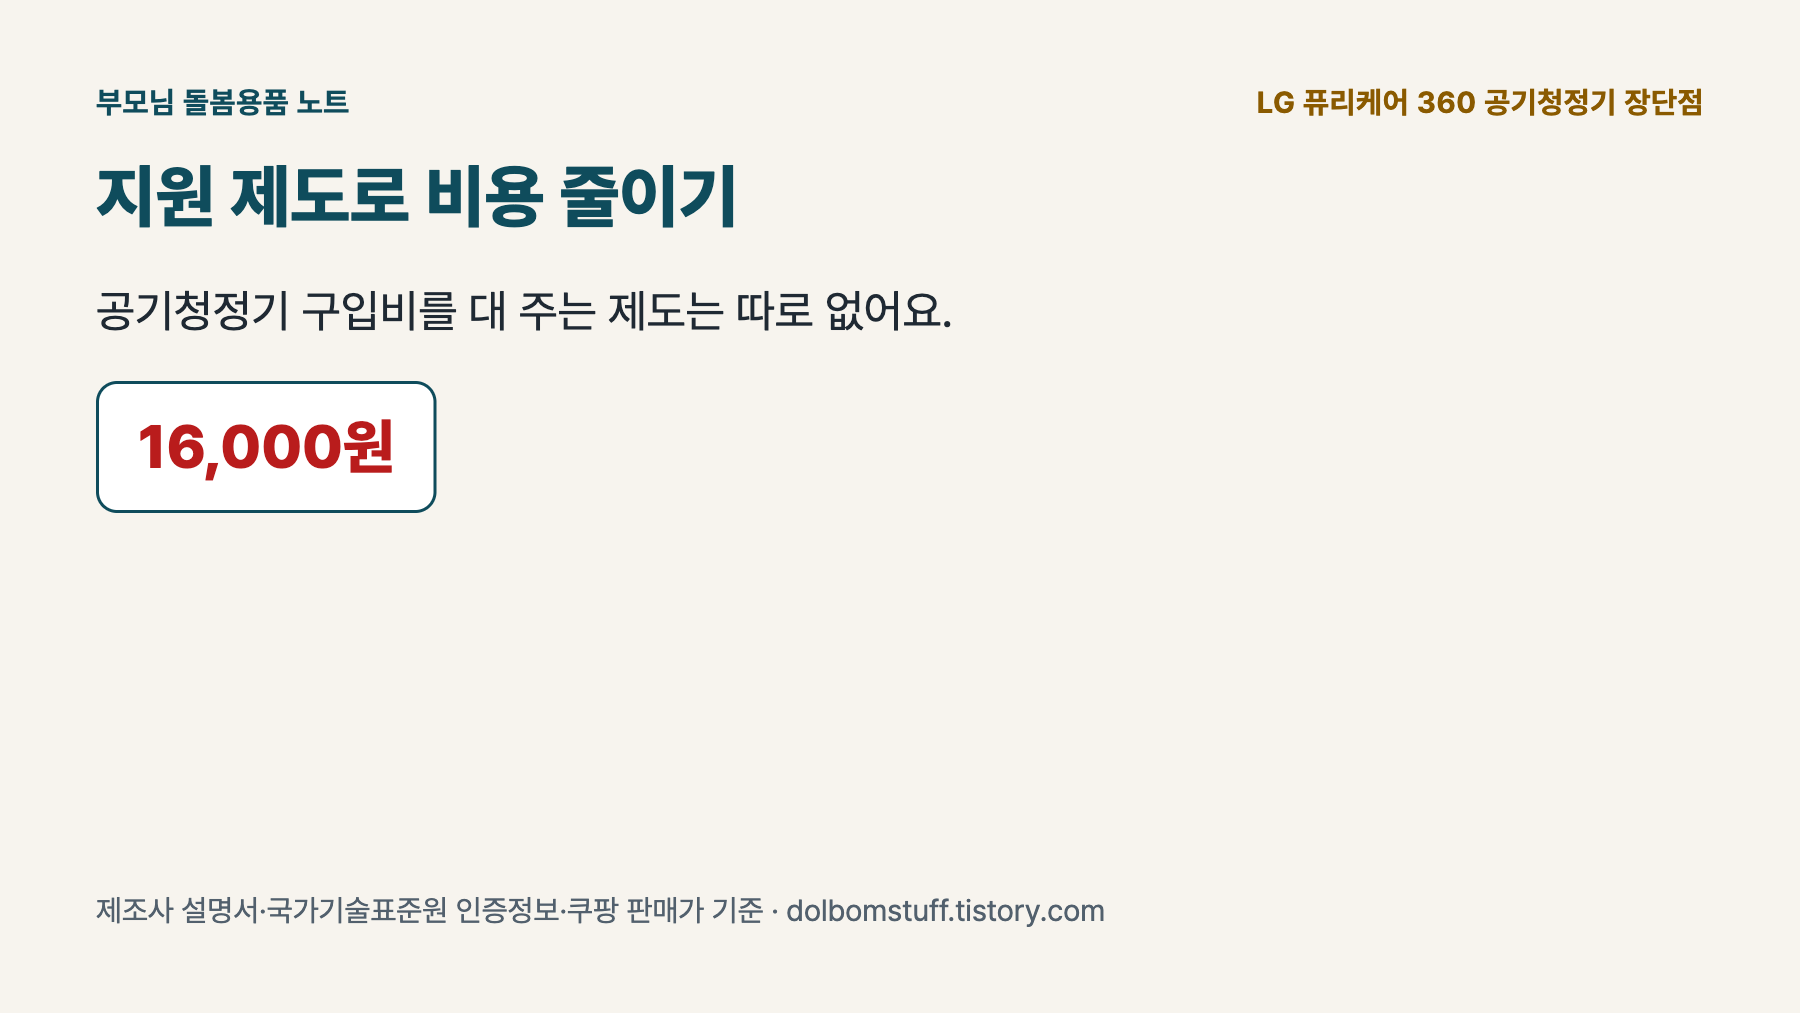 부모님 돌봄용품 노트
LG 퓨리케어 360 공기청정기 장단점
지원 제도로 비용 줄이기
공기청정기 구입비를 대 주는 제도는 따로 없어요.
16,000원
제조사 설명서·국가기술표준원 인증정보·쿠팡 판매가 기준 · dolbomstuff.tistory.com